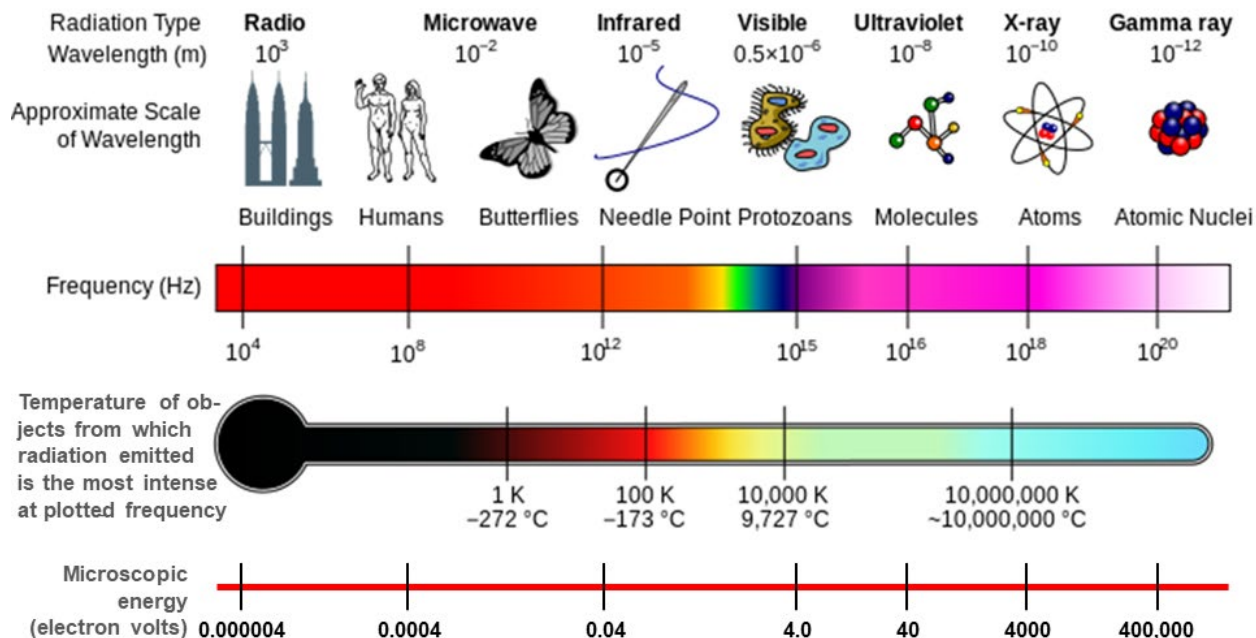 Radiation Type Radio Microwave Infrared Visible Ultraviolet X-ray Gamma ray
Wavelength (m) 10³ 10⁻² 10⁻⁵ 0.5×10⁻⁶ 10⁻⁸ 10⁻¹⁰ 10⁻¹²
Approximate Scale
of Wavelength
Buildings Humans Butterflies Needle Point Protozoans Molecules Atoms Atomic Nuclei
Frequency (Hz)
10⁴ 10⁸ 10¹² 10¹⁵ 10¹⁶ 10¹⁸ 10²⁰
Temperature of ob-
jects from which
radiation emitted
is the most intense
at plotted frequency
1 K 100 K 10,000 K 10,000,000 K
−272 °C −173 °C 9,727 °C ~10,000,000 °C
Microscopic
energy
(electron volts) 0.000004 0.0004 0.04 4.0 40 4000 400.000